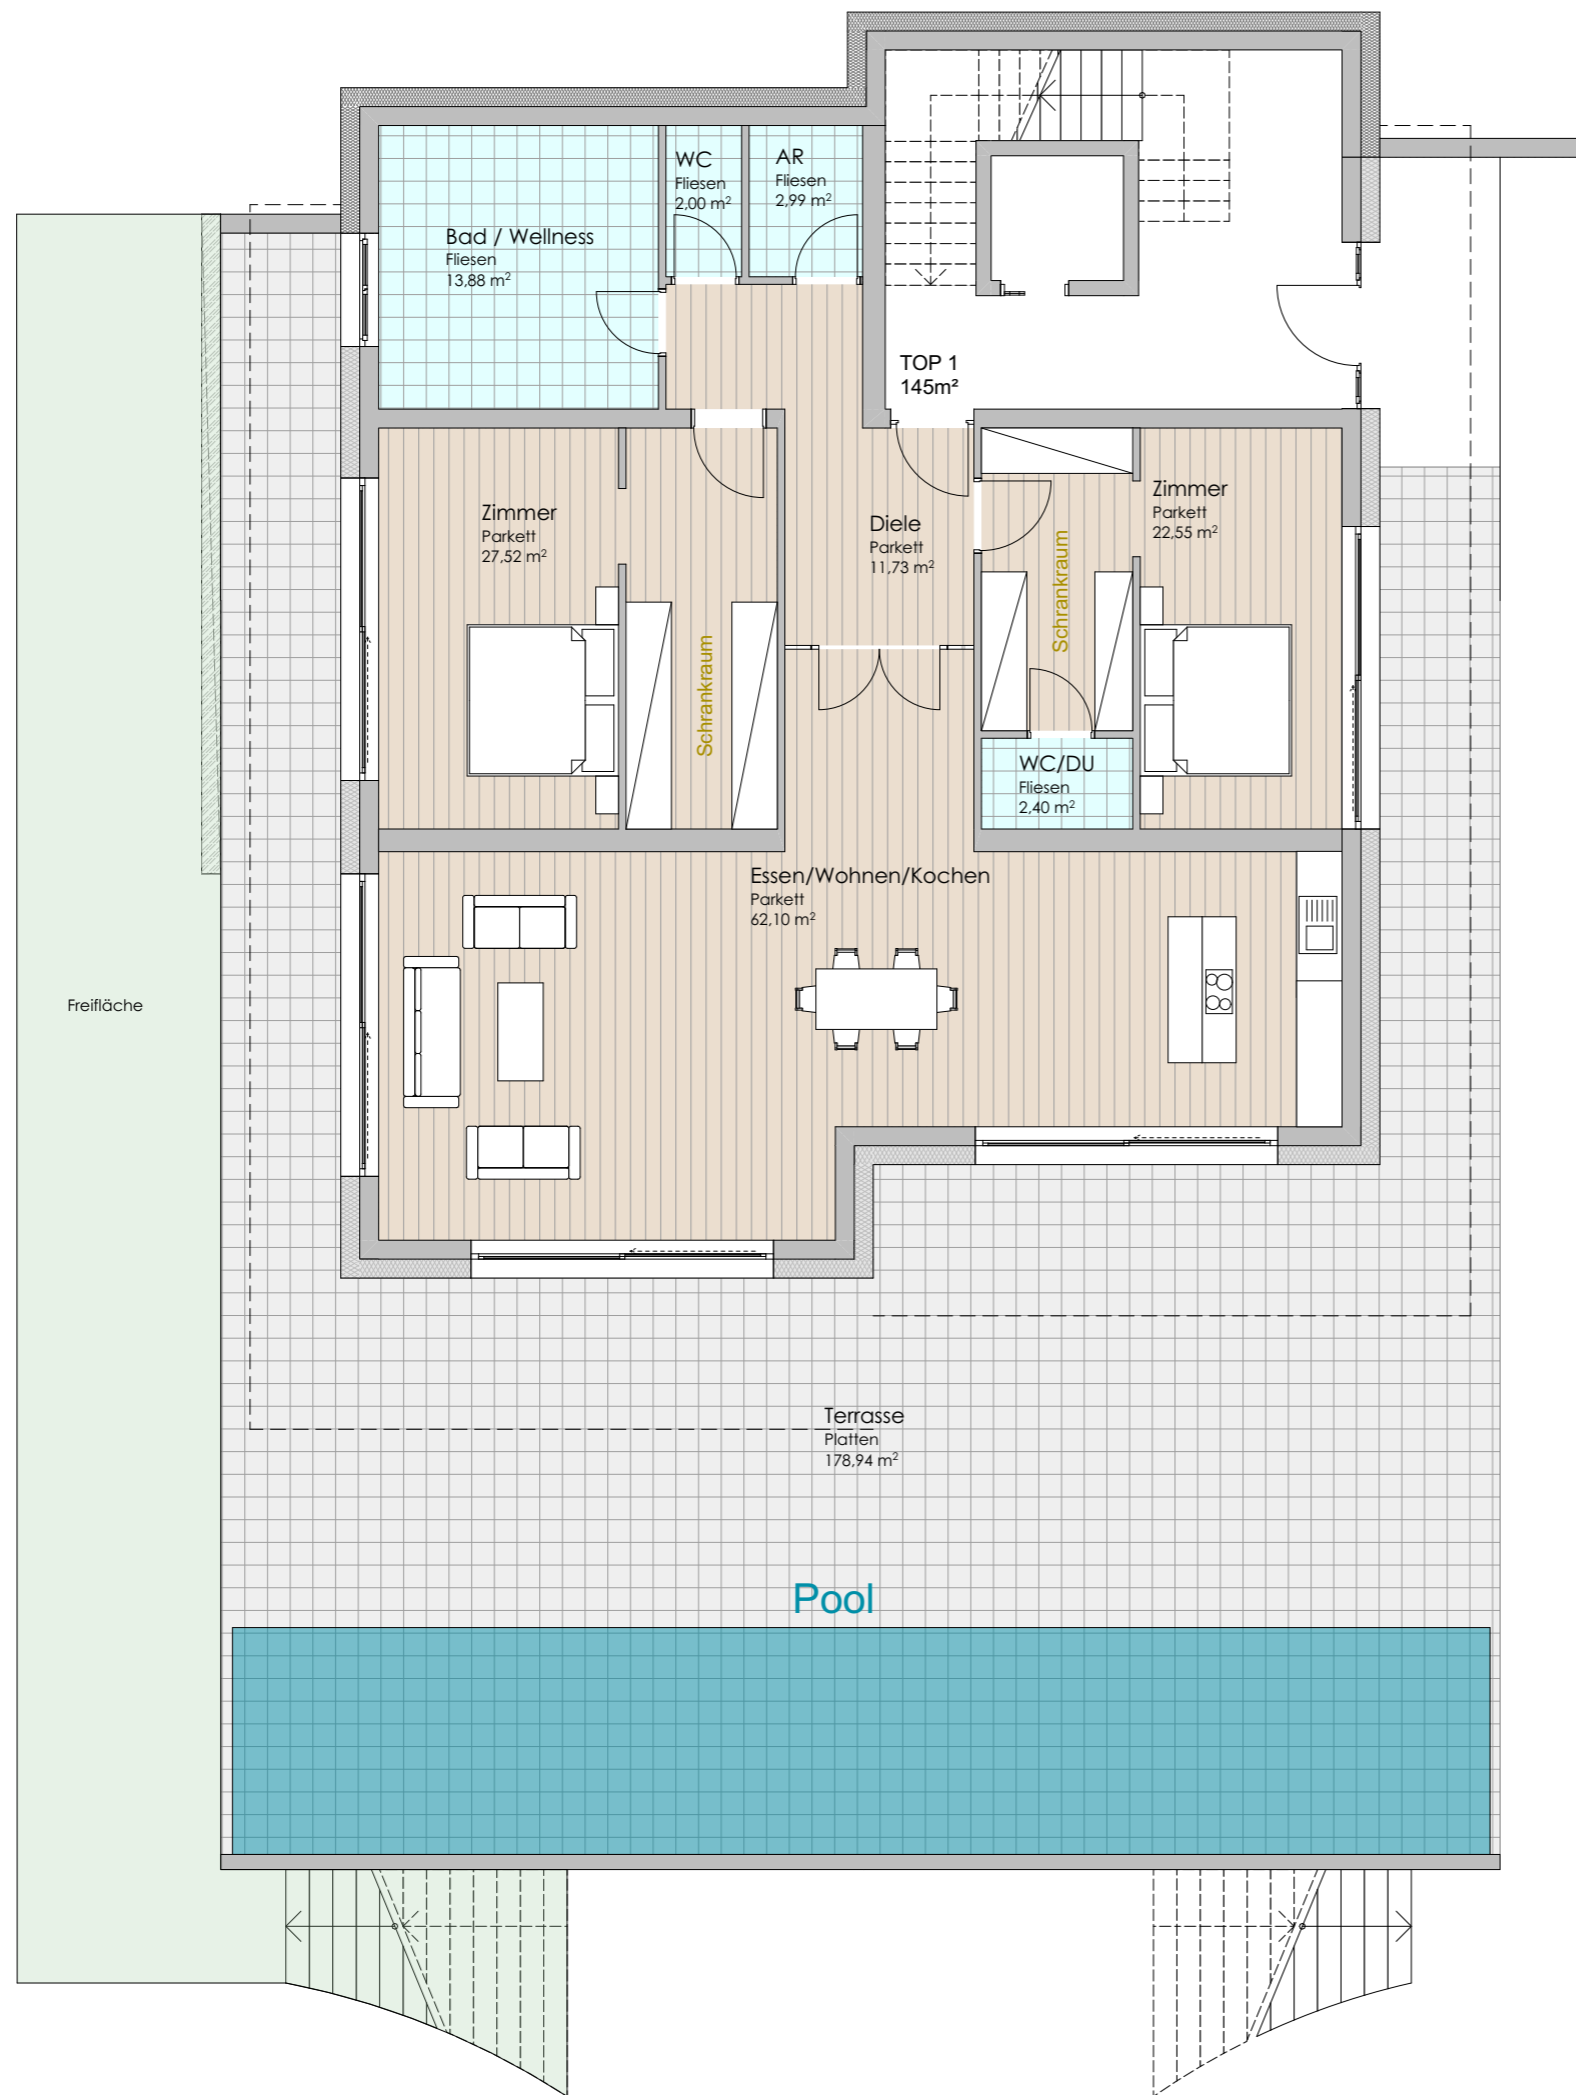 WC
Fliesen
2,00 m²
AR
Fliesen
2,99 m²
Bad / Wellness
Fliesen
13,88 m²
TOP 1
145m²
Zimmer
Parkett
27,52 m²
Schrankraum
Diele
Parkett
11,73 m²
Schrankraum
Zimmer
Parkett
22,55 m²
WC/DU
Fliesen
2,40 m²
Essen/Wohnen/Kochen
Parkett
62,10 m²
Freifläche
Terrasse
Platten
178,94 m²
Pool